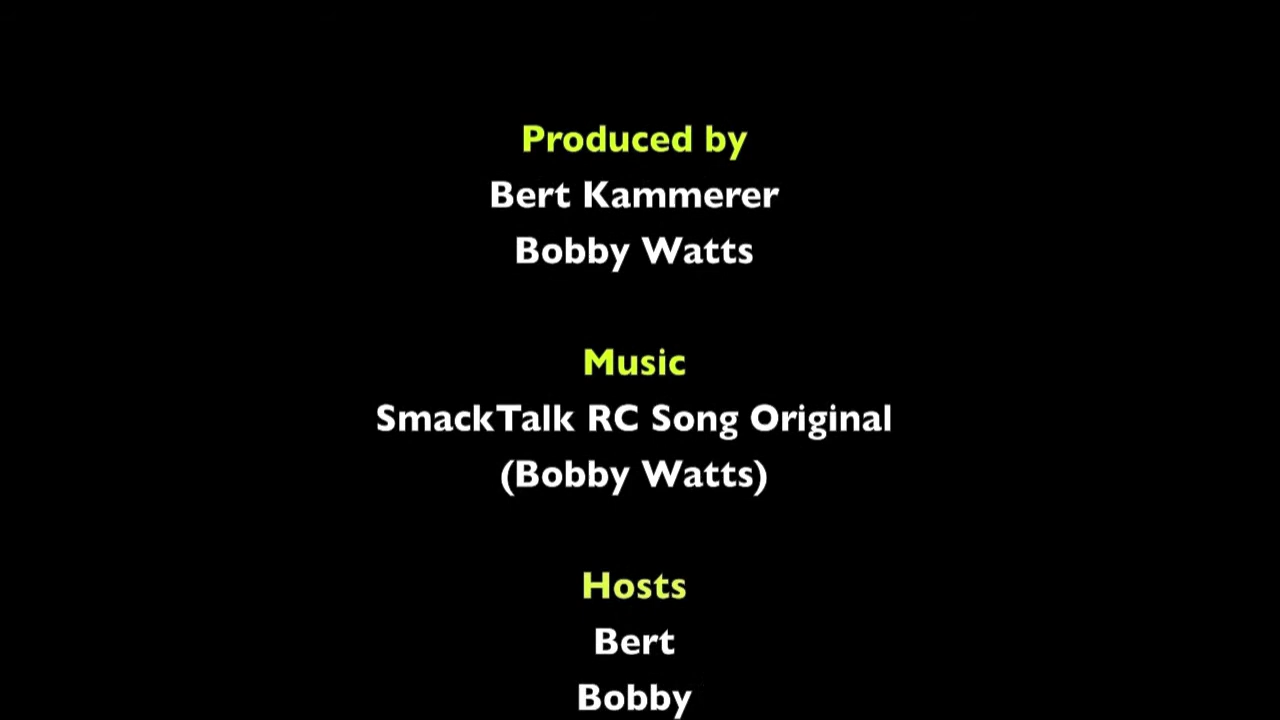 Produced by
Bert Kammerer
Bobby Watts
Music
SmackTalk RC Song Original
(Bobby Watts)
Hosts
Bert
Bobby